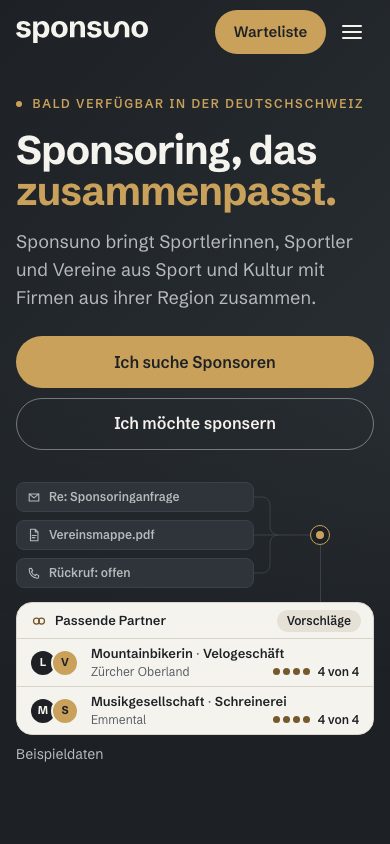 sponsuno
Warteliste
BALD VERFÜGBAR IN DER DEUTSCHSCHWEIZ
Sponsoring, das
zusammenpasst.
Sponsuno bringt Sportlerinnen, Sportler
und Vereine aus Sport und Kultur mit
Firmen aus ihrer Region zusammen.
Ich suche Sponsoren
Ich möchte sponsern
Re: Sponsoringanfrage
Vereinsmappe.pdf
Rückruf: offen
Passende Partner
Vorschläge
L V
Mountainbikerin · Velogeschäft
Zürcher Oberland
4 von 4
M S
Musikgesellschaft · Schreinerei
Emmental
4 von 4
Beispieldaten